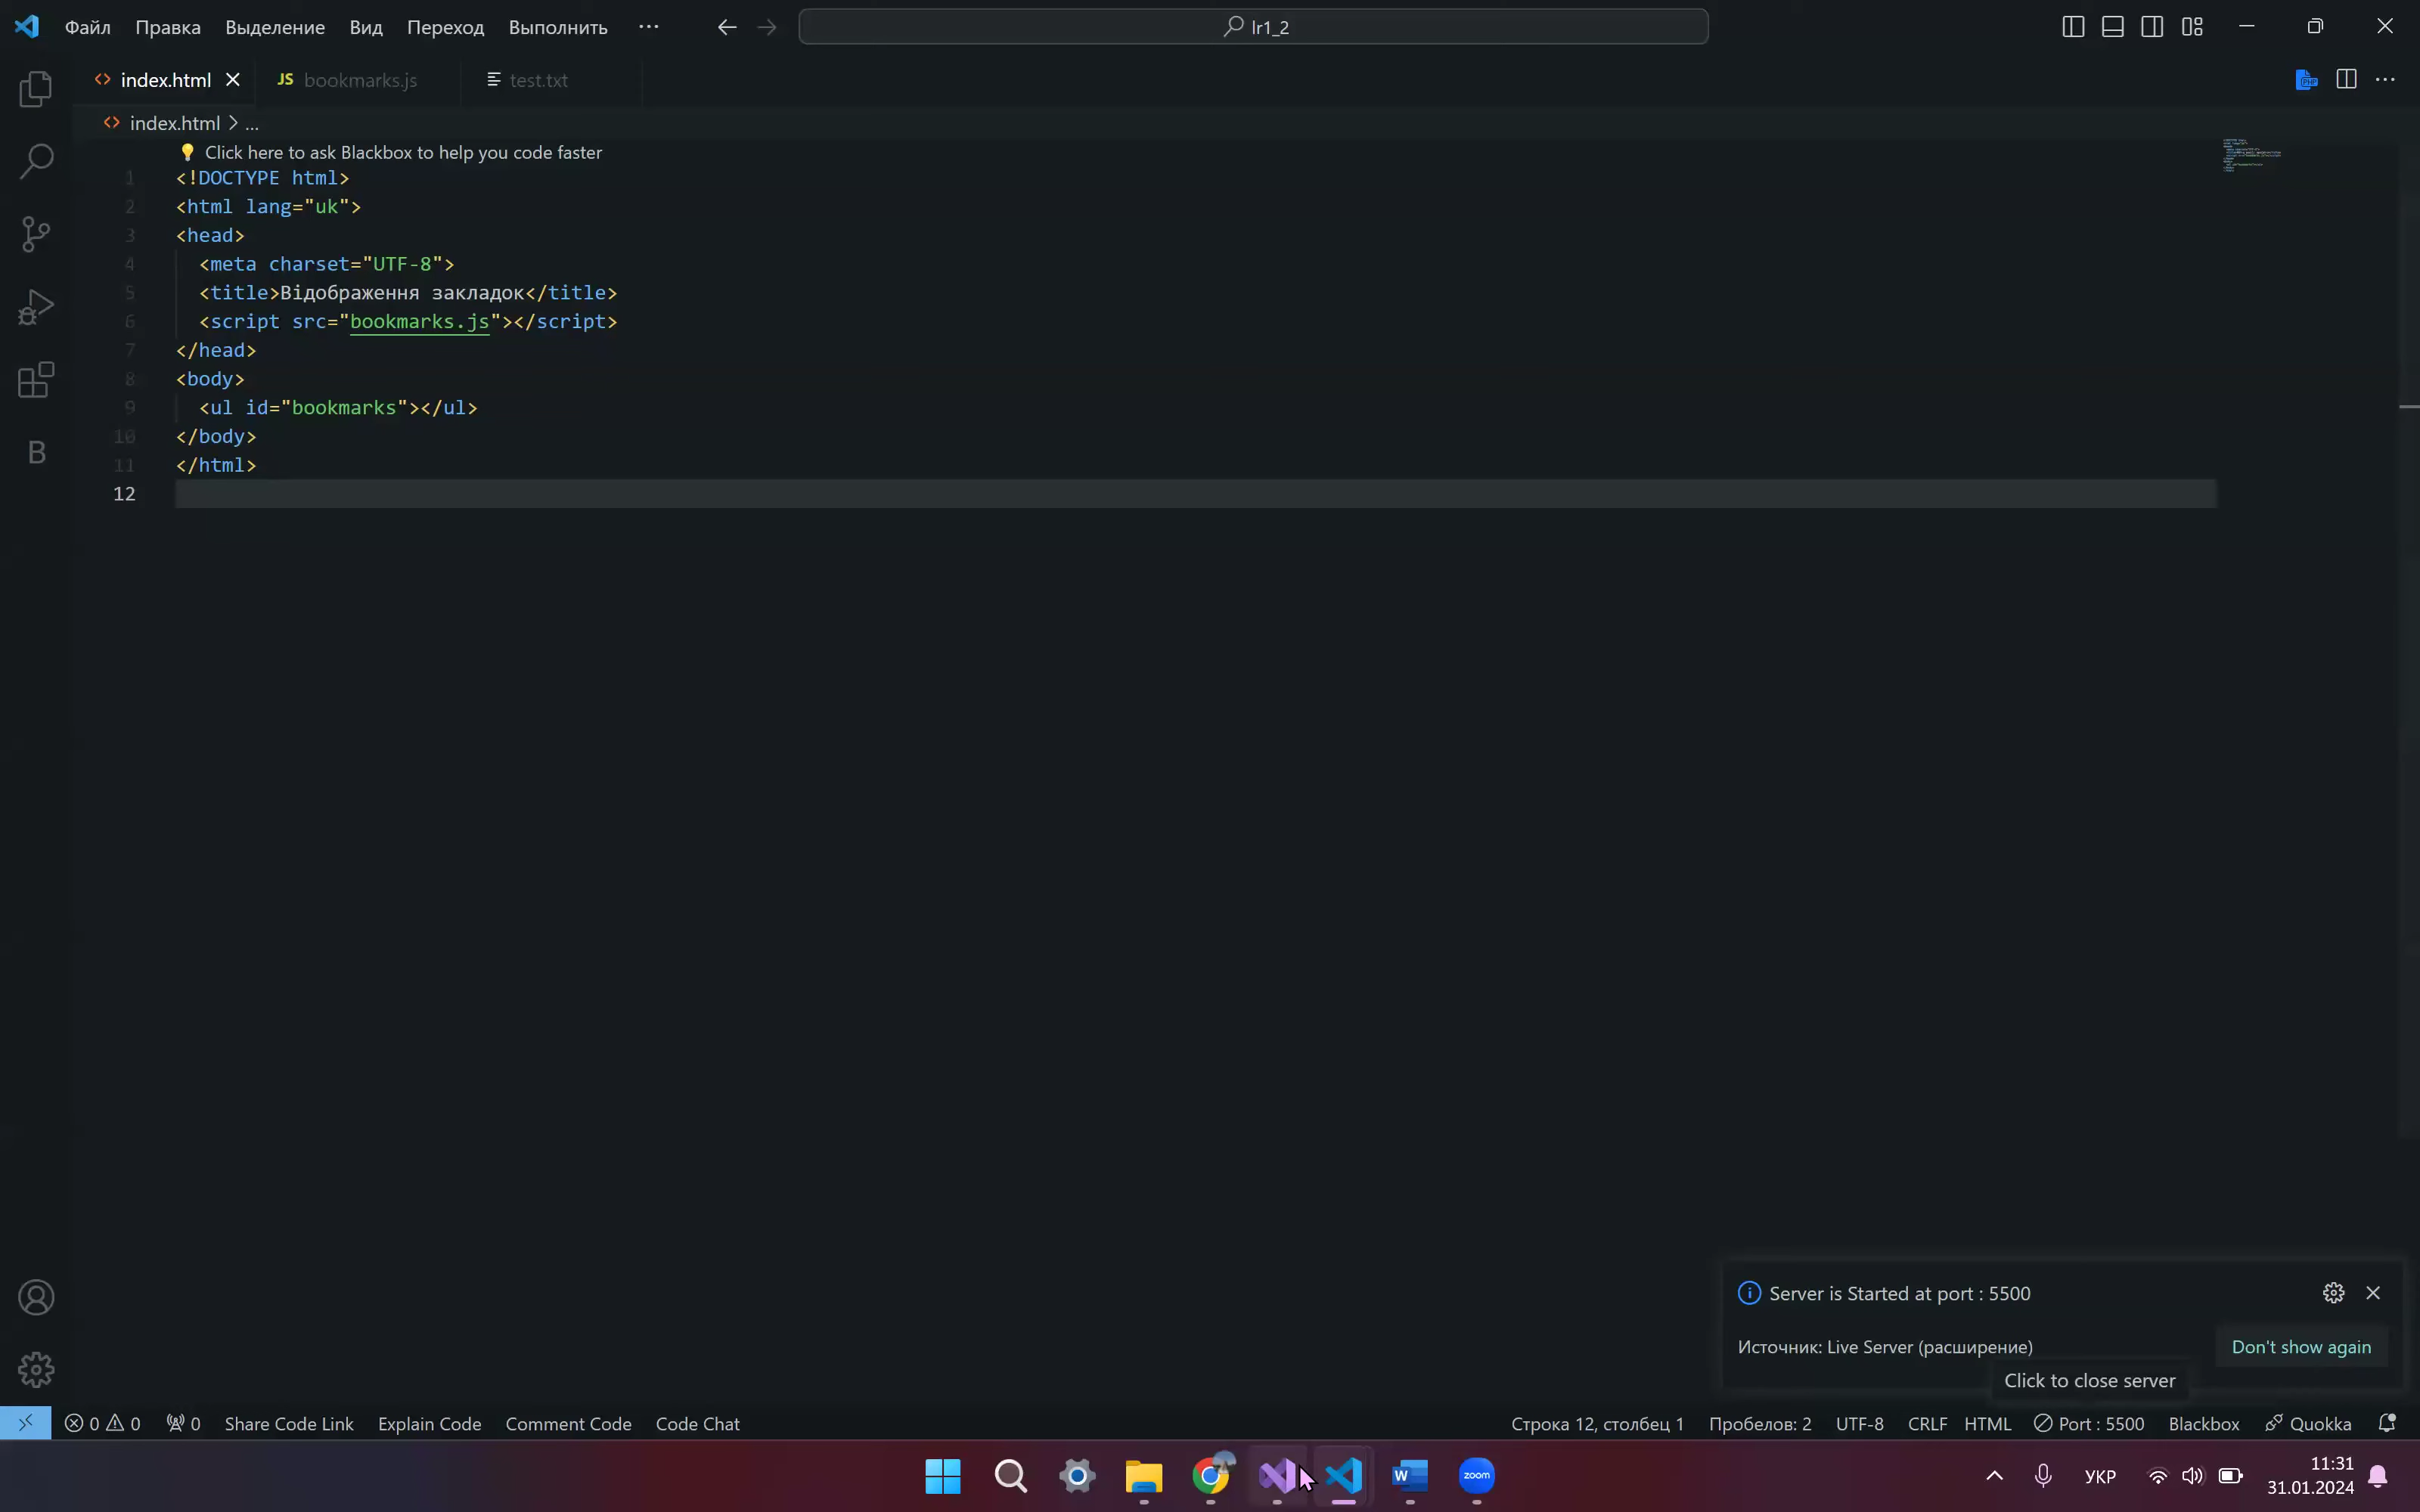 Файл Правка Выделение Вид Переход Выполнить ··· lr1_2
index.html JS bookmarks.js test.txt
index.html > ...
Click here to ask Blackbox to help you code faster
1 <!DOCTYPE html>
2 <html lang="uk">
3 <head>
4 <meta charset="UTF-8">
5 <title>Відображення закладок</title>
6 <script src="bookmarks.js"></script>
7 </head>
8 <body>
9 <ul id="bookmarks"></ul>
10 </body>
11 </html>
12
B
Server is Started at port : 5500
Источник: Live Server (расширение) Don't show again
Click to close server
0 0 0 Share Code Link Explain Code Comment Code Code Chat Строка 12, столбец 1 Пробелов: 2 UTF-8 CRLF HTML Port : 5500 Blackbox Quokka
W zoom УКР 11:31
31.01.2024